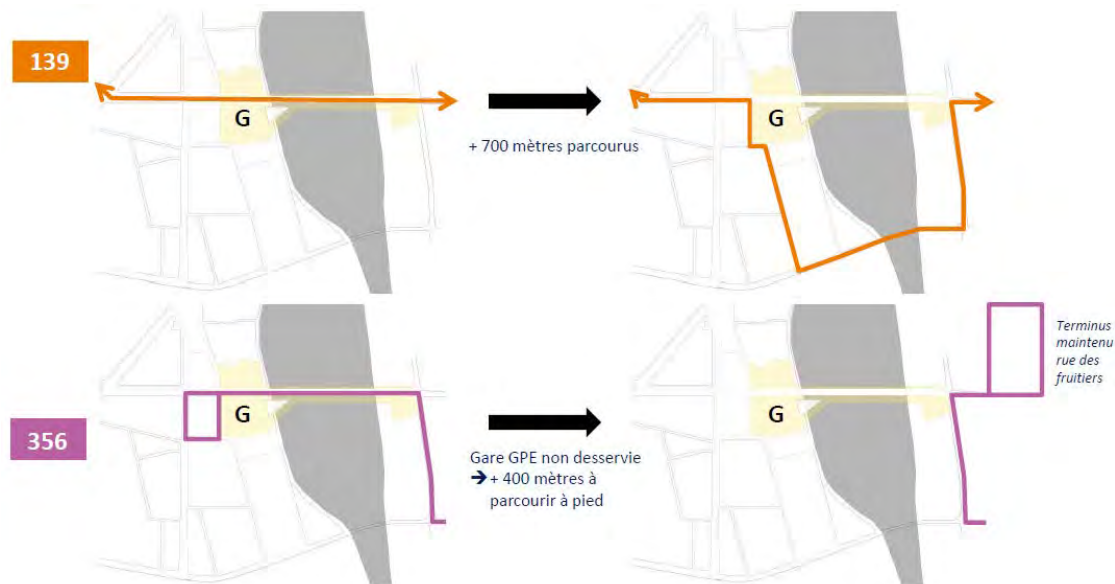 139
G
G
+ 700 mètres parcourus
356
G
G
Gare GPE non desservie
➔ + 400 mètres à
parcourir à pied
Terminus
maintenu
rue des
fruitiers